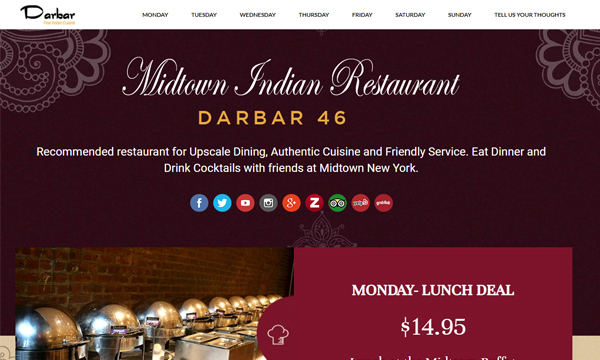 Darbar
Fine Indian Cuisine
MONDAY TUESDAY WEDNESDAY THURSDAY FRIDAY SATURDAY SUNDAY TELL US YOUR THOUGHTS
Midtown Indian Restaurant
DARBAR 46
Recommended restaurant for Upscale Dining, Authentic Cuisine and Friendly Service. Eat Dinner and
Drink Cocktails with friends at Midtown New York.
MONDAY- LUNCH DEAL
$14.95